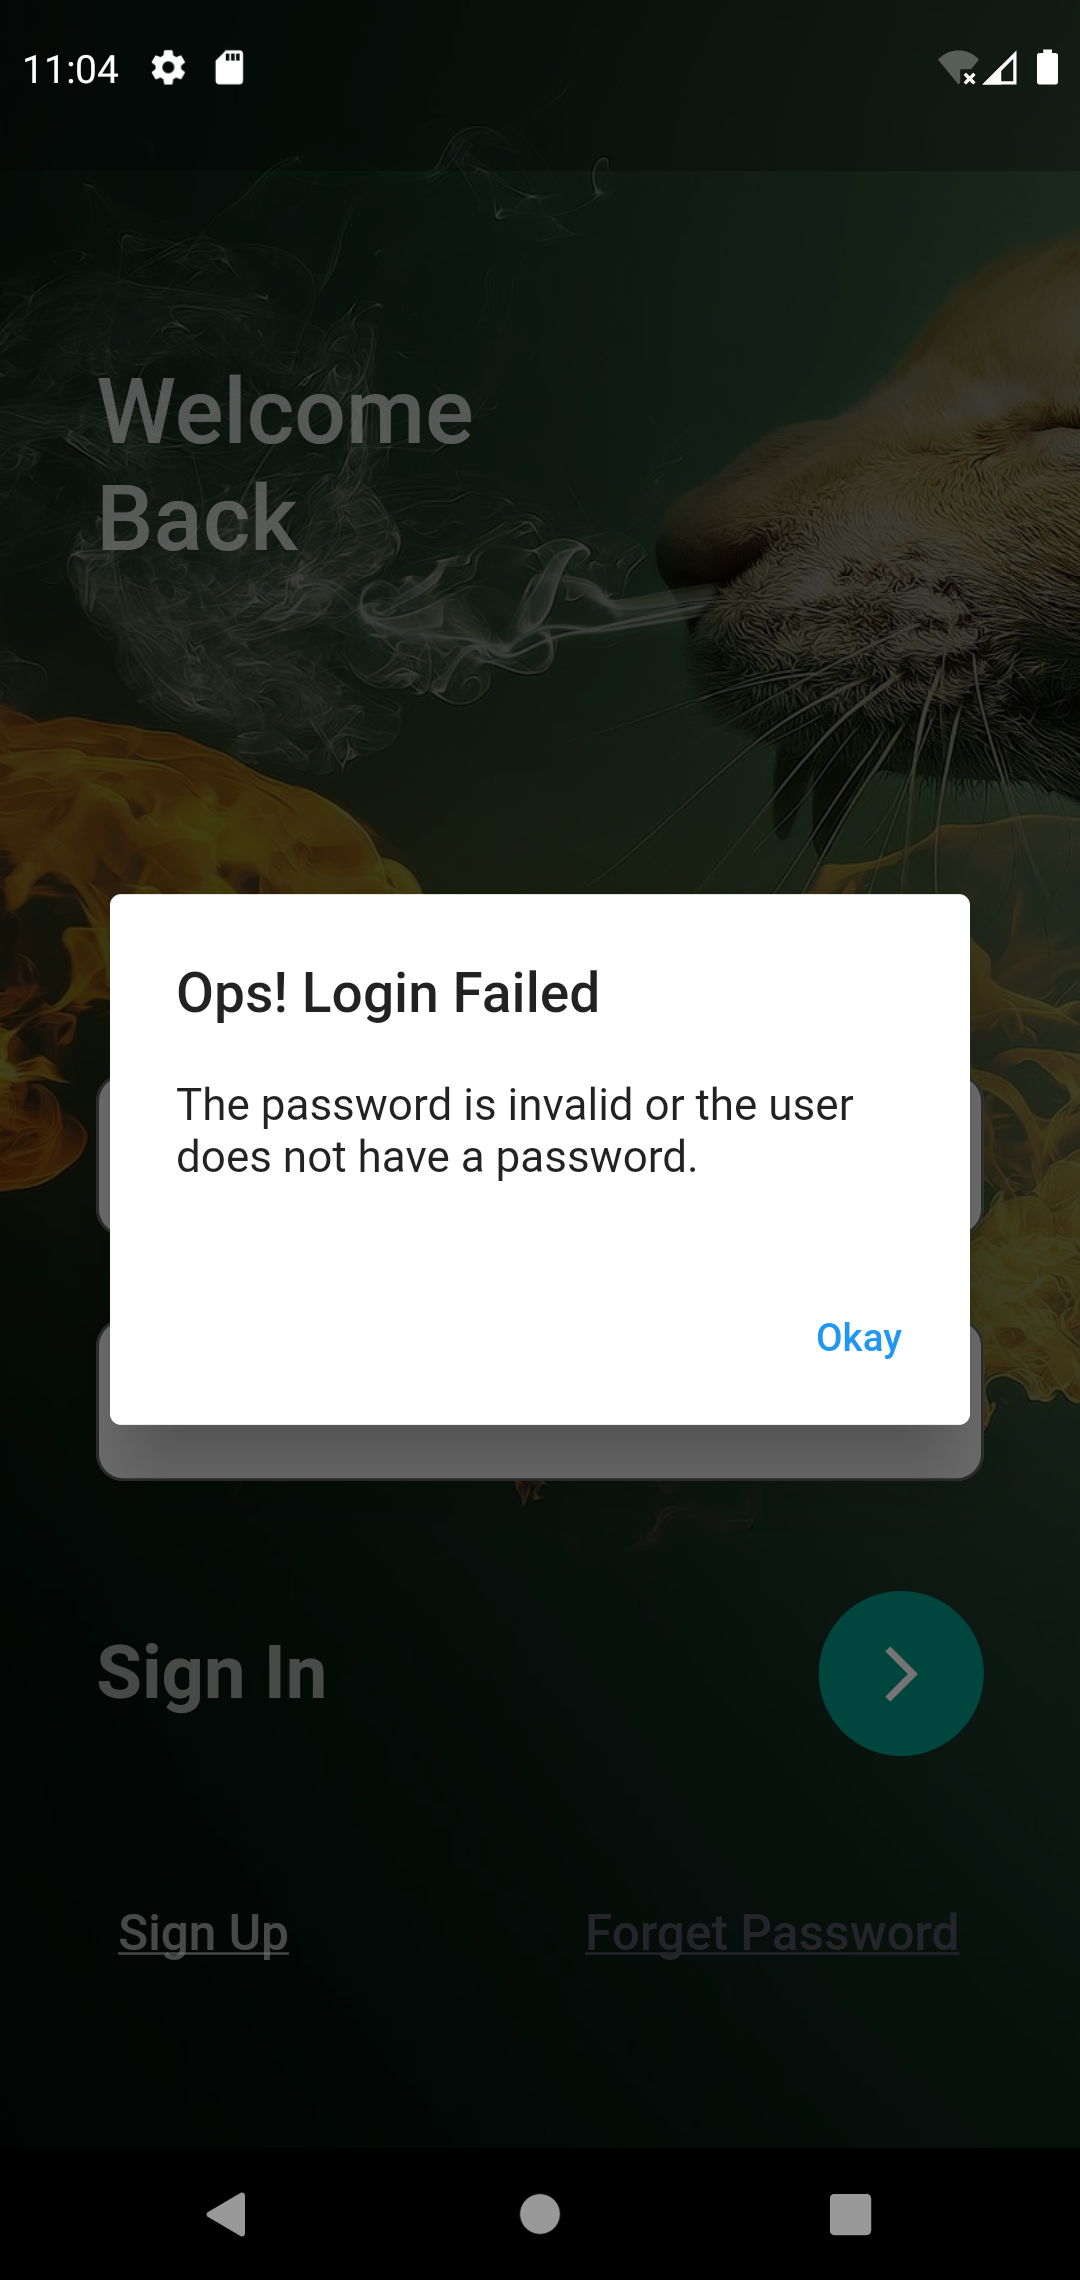 11:04
Welcome
Back
Ops! Login Failed
The password is invalid or the user
does not have a password.
Okay
Sign In
Sign Up
Forget Password